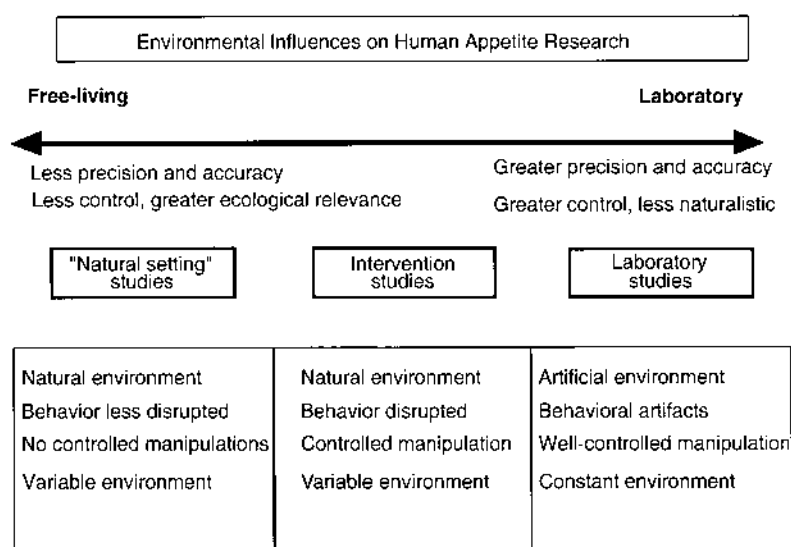 Environmental Influences on Human Appetite Research
Free-living
Laboratory
Less precision and accuracy
Less control, greater ecological relevance
Greater precision and accuracy
Greater control, less naturalistic
"Natural setting"
studies
Intervention
studies
Laboratory
studies
Natural environment
Behavior less disrupted
No controlled manipulations
Variable environment
Natural environment
Behavior disrupted
Controlled manipulation
Variable environment
Artificial environment
Behavioral artifacts
Well-controlled manipulation
Constant environment